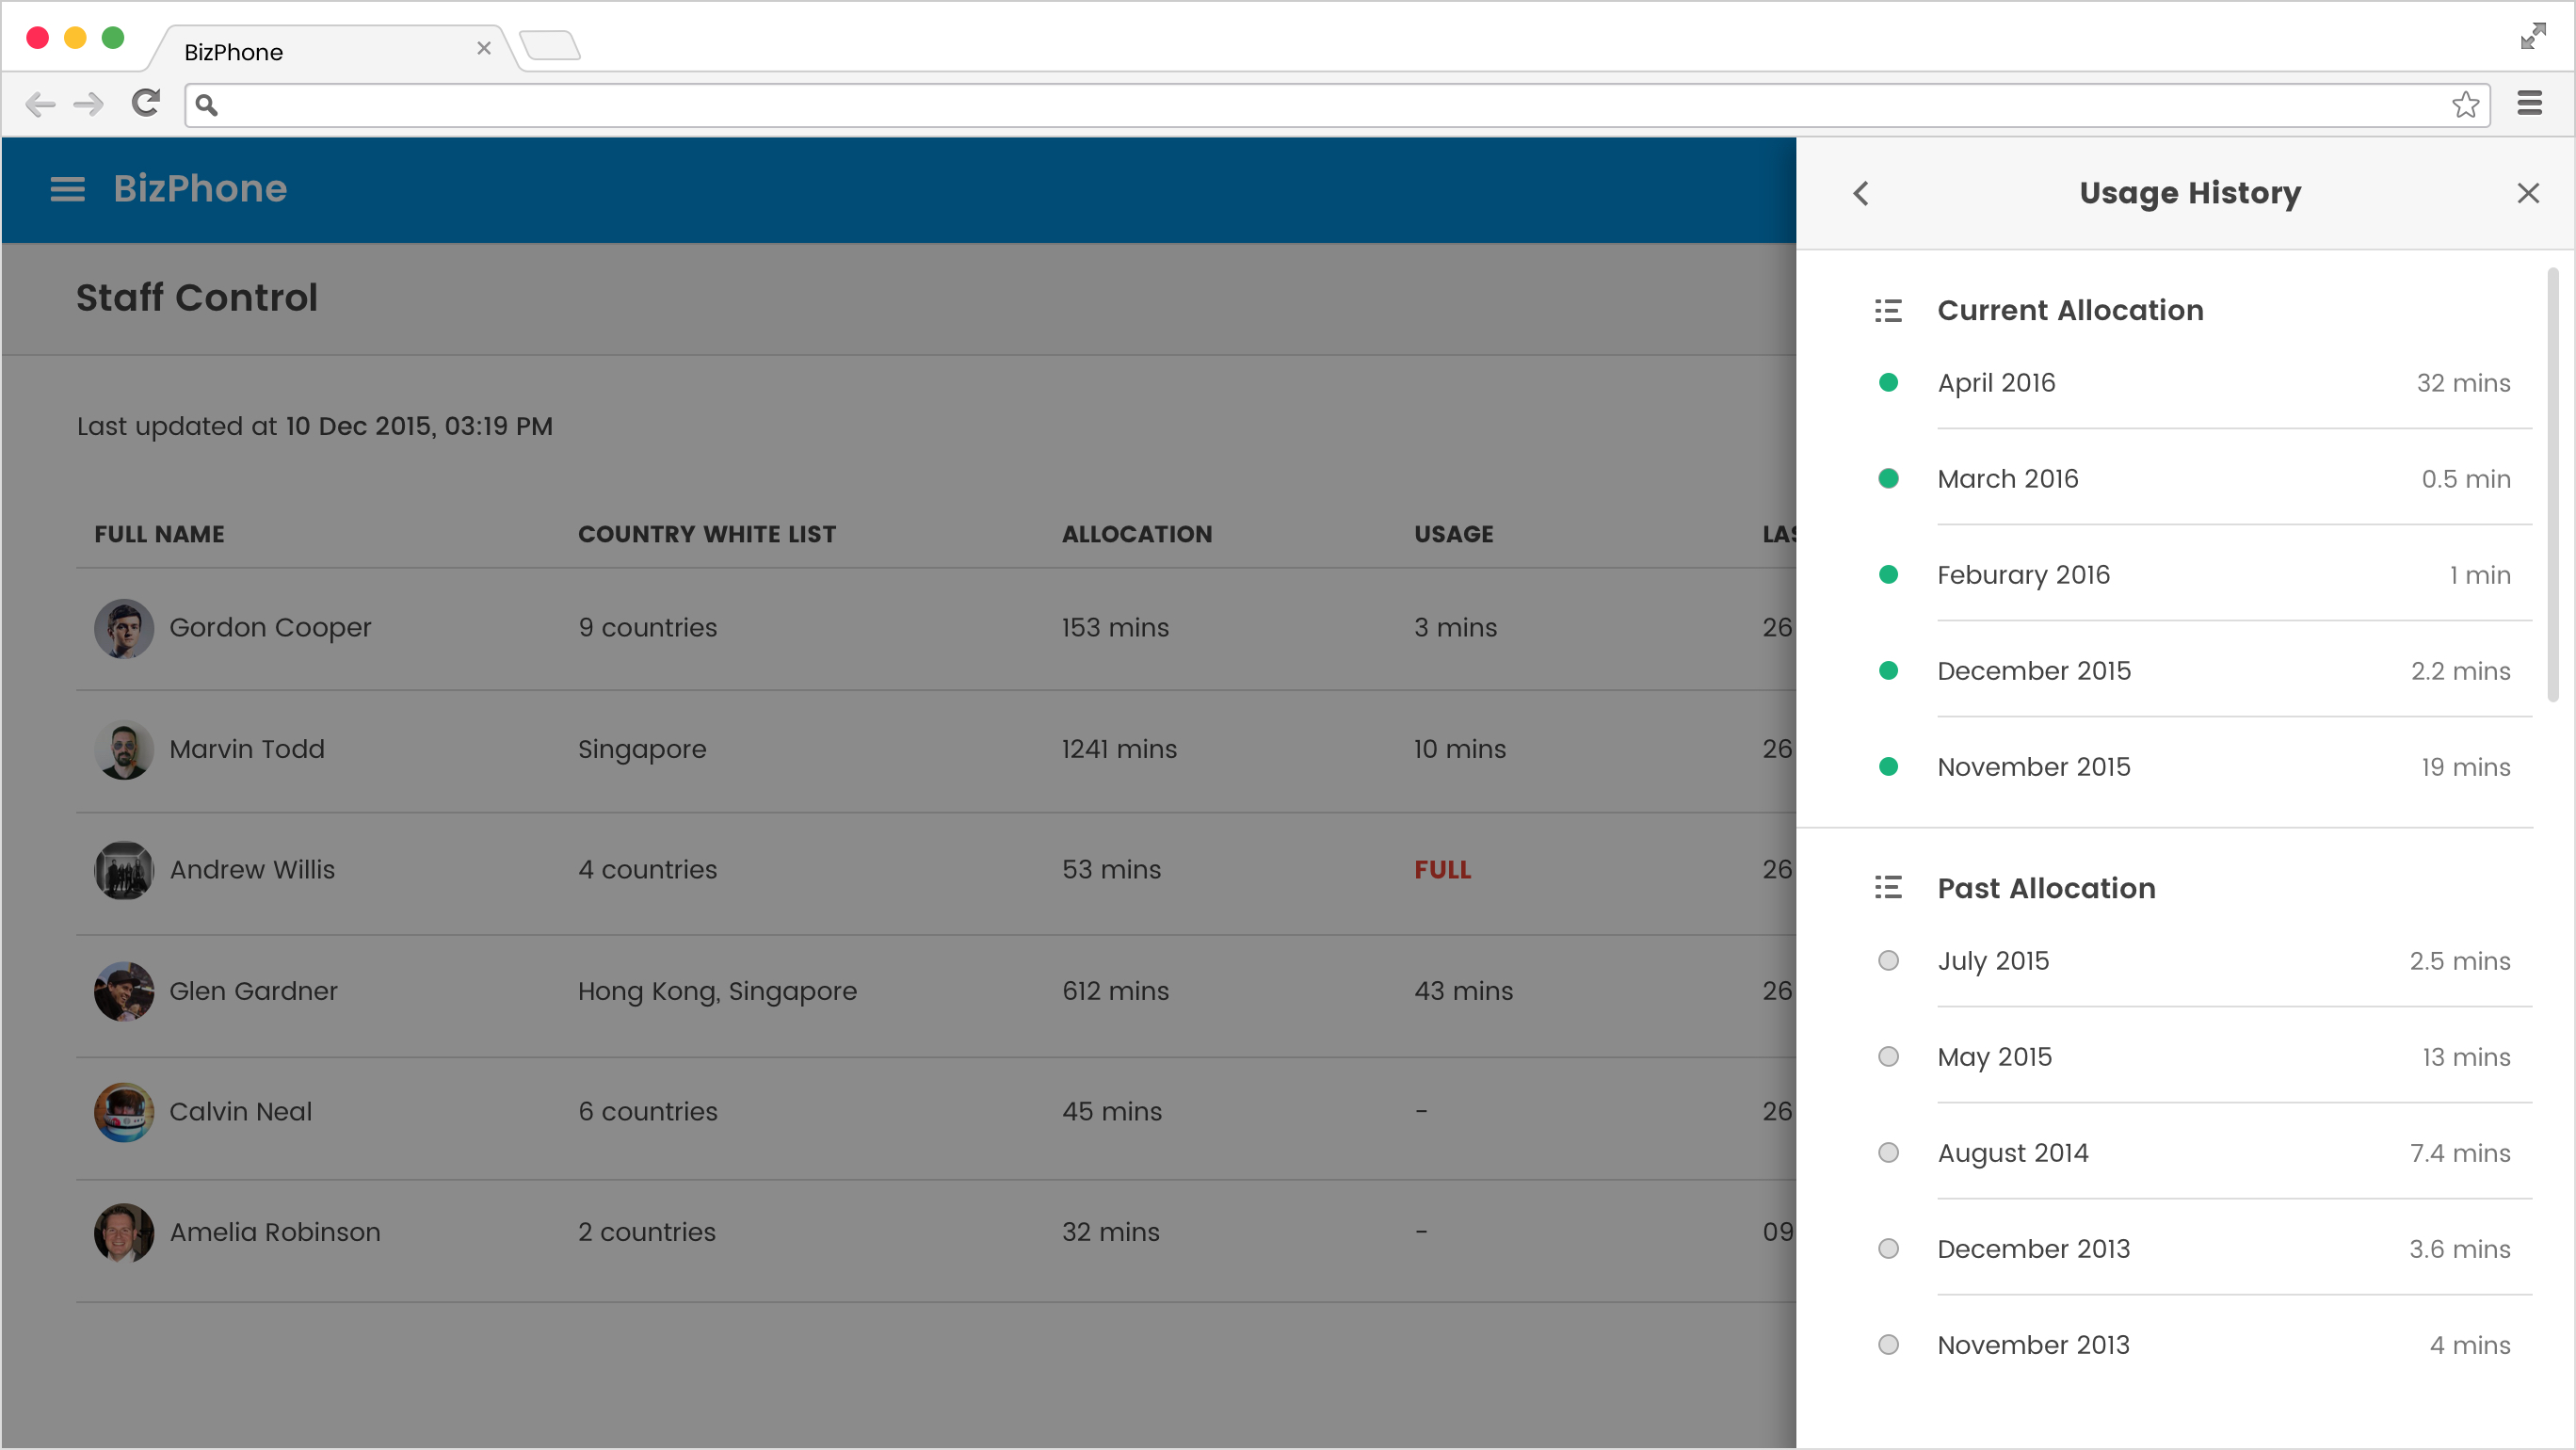 BizPhone
BizPhone
Staff Control
Last updated at 10 Dec 2015, 03:19 PM
FULL NAME COUNTRY WHITE LIST ALLOCATION USAGE LAS
Gordon Cooper 9 countries 153 mins 3 mins 26
Marvin Todd Singapore 1241 mins 10 mins 26
Andrew Willis 4 countries 53 mins FULL 26
Glen Gardner Hong Kong, Singapore 612 mins 43 mins 26
Calvin Neal 6 countries 45 mins - 26
Amelia Robinson 2 countries 32 mins - 09
Usage History
Current Allocation
April 2016 32 mins
March 2016 0.5 min
Feburary 2016 1 min
December 2015 2.2 mins
November 2015 19 mins
Past Allocation
July 2015 2.5 mins
May 2015 13 mins
August 2014 7.4 mins
December 2013 3.6 mins
November 2013 4 mins